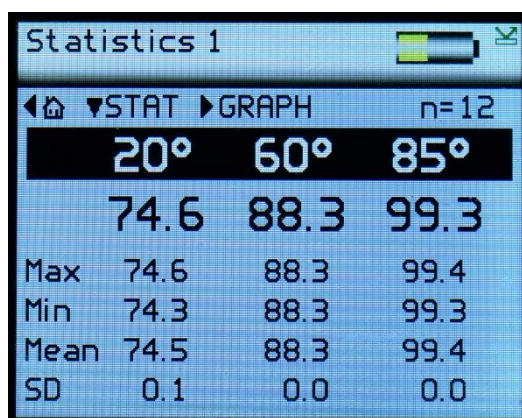 Statistics 1
STAT GRAPH n=12
20° 60° 85°
74.6 88.3 99.3
Max 74.6 88.3 99.4
Min 74.3 88.3 99.3
Mean 74.5 88.3 99.4
SD 0.1 0.0 0.0